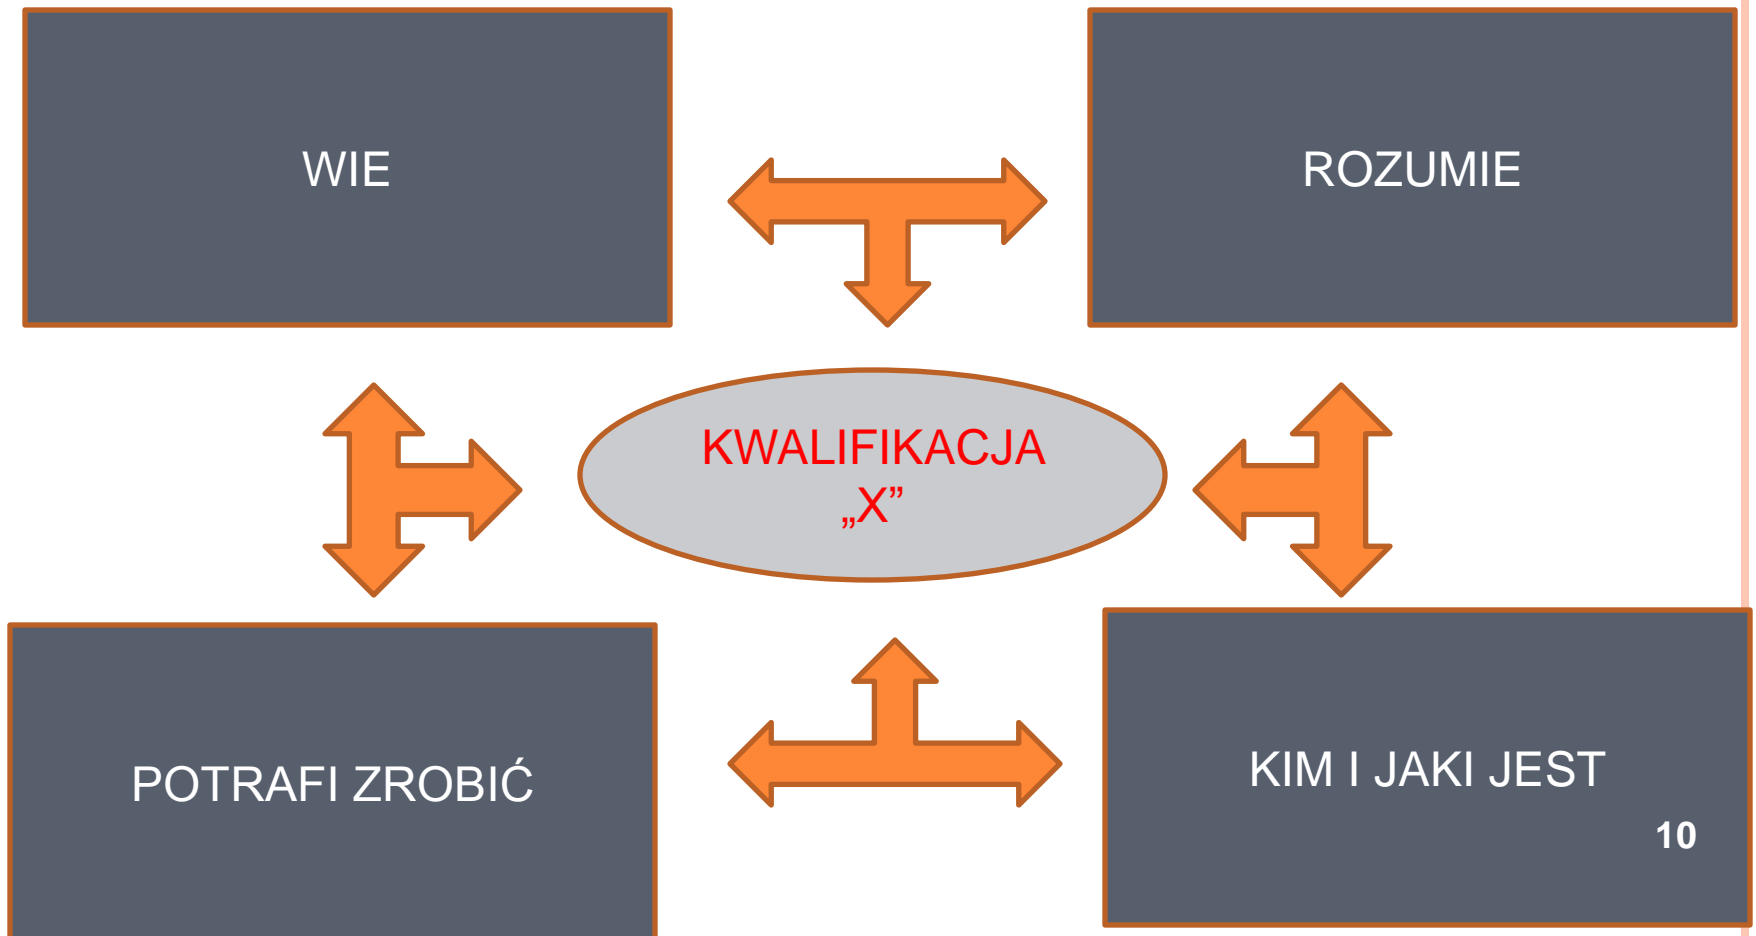 WIE
ROZUMIE
KWALIFIKACJA
„X”
POTRAFI ZROBIĆ
KIM I JAKI JEST
10